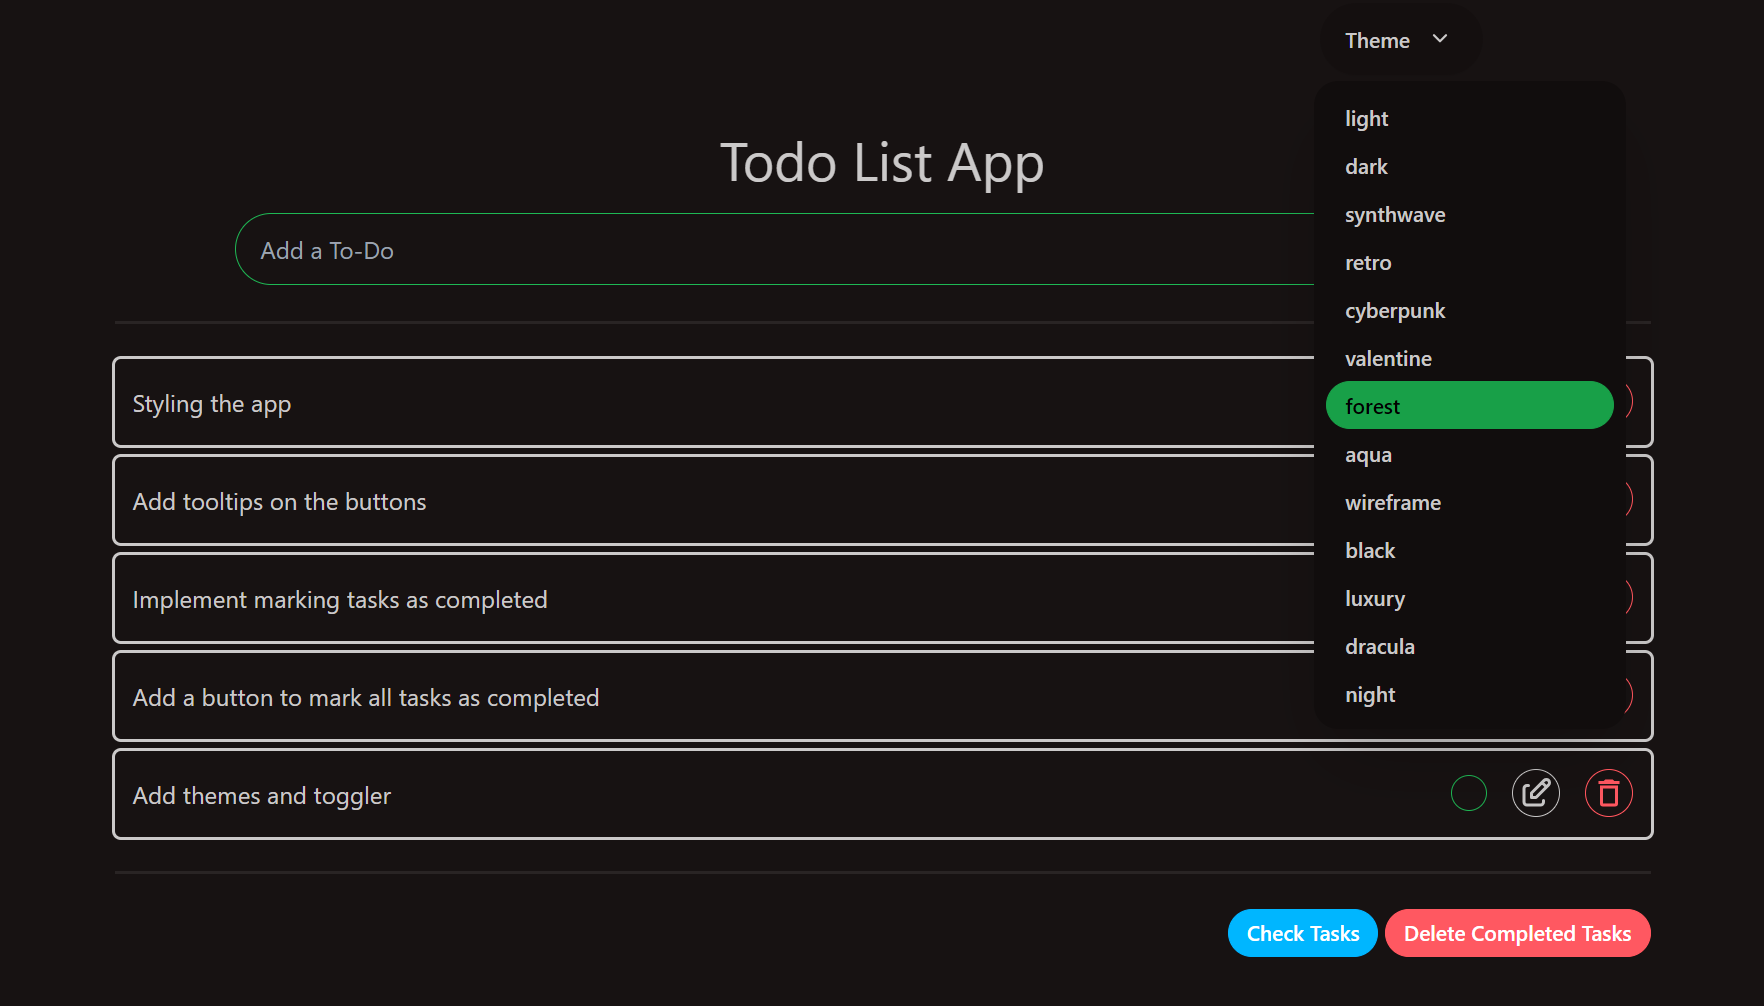 Theme
light
dark
synthwave
retro
cyberpunk
valentine
forest
aqua
wireframe
black
luxury
dracula
night
Todo List App
Add a To-Do
Styling the app
Add tooltips on the buttons
Implement marking tasks as completed
Add a button to mark all tasks as completed
Add themes and toggler
Check Tasks
Delete Completed Tasks